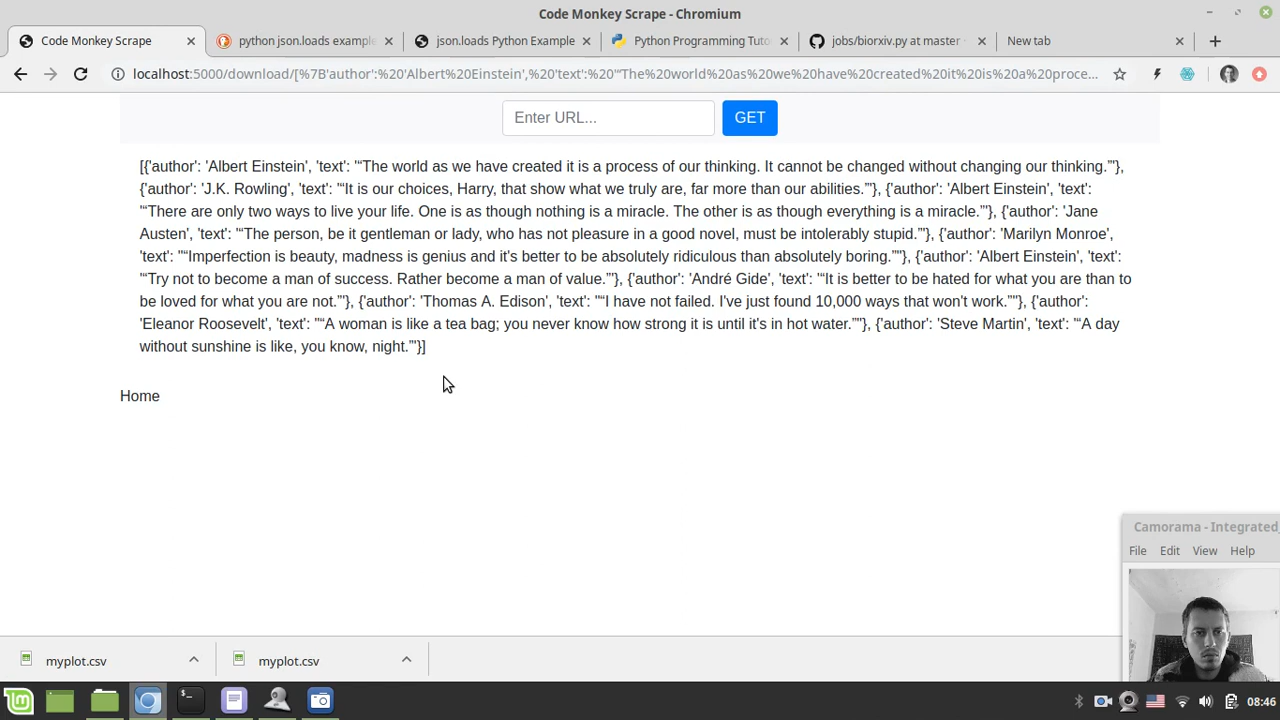 Code Monkey Scrape - Chromium
Code Monkey Scrape
python json.loads example
json.loads Python Example
Python Programming Tuto
jobs/biorxiv.py at master
New tab
localhost:5000/download/[%7B'author':%20'Albert%20Einstein',%20'text':%20'“The%20world%20as%20we%20have%20created%20it%20is%20a%20proce...
Enter URL...
GET
[{'author': 'Albert Einstein', 'text': '“The world as we have created it is a process of our thinking. It cannot be changed without changing our thinking.”'},
{'author': 'J.K. Rowling', 'text': '“It is our choices, Harry, that show what we truly are, far more than our abilities.”'}, {'author': 'Albert Einstein', 'text':
'“There are only two ways to live your life. One is as though nothing is a miracle. The other is as though everything is a miracle.”'}, {'author': 'Jane
Austen', 'text': '“The person, be it gentleman or lady, who has not pleasure in a good novel, must be intolerably stupid.”'}, {'author': 'Marilyn Monroe',
'text': "“Imperfection is beauty, madness is genius and it's better to be absolutely ridiculous than absolutely boring.”"}, {'author': 'Albert Einstein', 'text':
'“Try not to become a man of success. Rather become a man of value.”'}, {'author': 'André Gide', 'text': '“It is better to be hated for what you are than to
be loved for what you are not.”'}, {'author': 'Thomas A. Edison', 'text': "“I have not failed. I've just found 10,000 ways that won't work.”"}, {'author':
'Eleanor Roosevelt', 'text': "“A woman is like a tea bag; you never know how strong it is until it's in hot water.”"}, {'author': 'Steve Martin', 'text': '“A day
without sunshine is like, you know, night.”'}]
Home
Camorama - Integrated
File Edit View Help
myplot.csv
myplot.csv
08:46